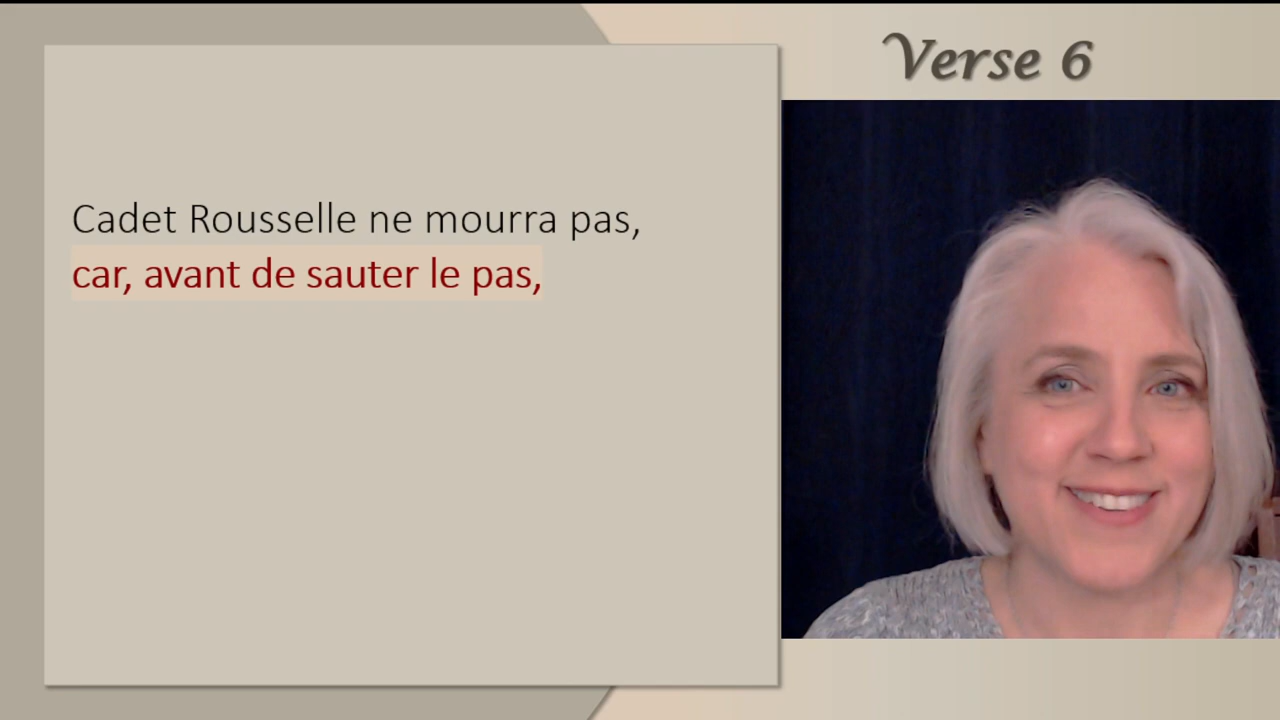 Verse 6
Cadet Rousselle ne mourra pas,
car, avant de sauter le pas,